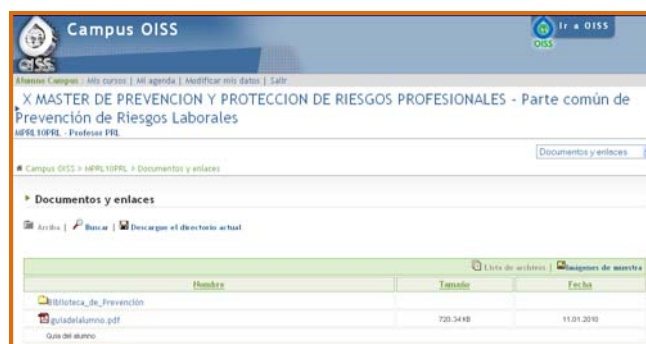 Campus OISS
Ir a OISS
OISS
OISS
Alumno Campus : Mis cursos | Mi agenda | Modificar mis datos | Salir
X MASTER DE PREVENCION Y PROTECCION DE RIESGOS PROFESIONALES - Parte común de
Prevención de Riesgos Laborales
MPRL10PRL - Profesor PRL
Documentos y enlaces
Campus OISS > MPRL10PRL > Documentos y enlaces
Documentos y enlaces
Arriba | Buscar | Descargue el directorio actual
Lista de archivos | Imágenes de muestra
Nombre Tamaño Fecha
Biblioteca_de_Prevención
guiadelalumno.pdf 720.34 KB 11.01.2010
Guia del alumno